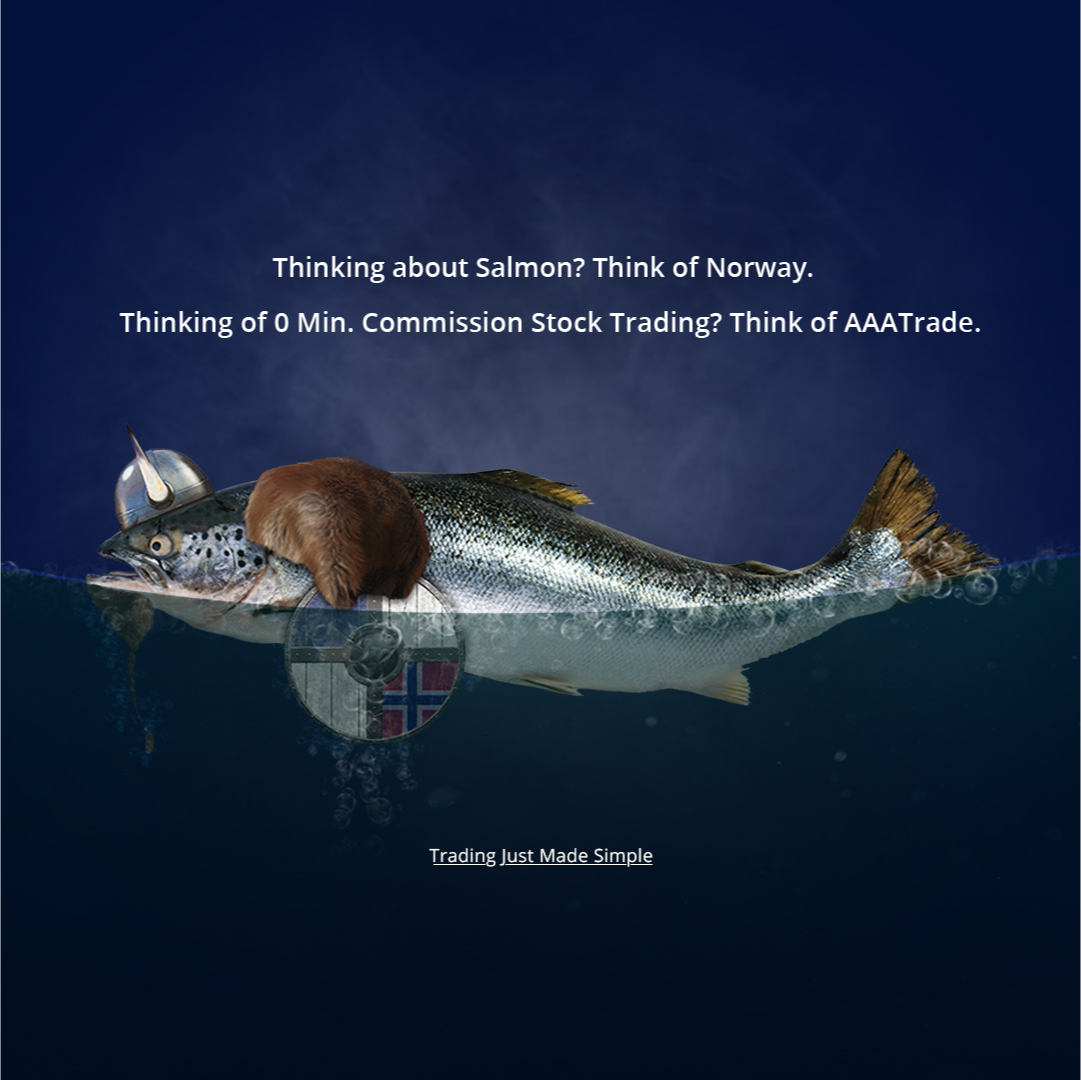 Thinking about Salmon? Think of Norway.
Thinking of 0 Min. Commission Stock Trading? Think of AAATrade.
Trading Just Made Simple